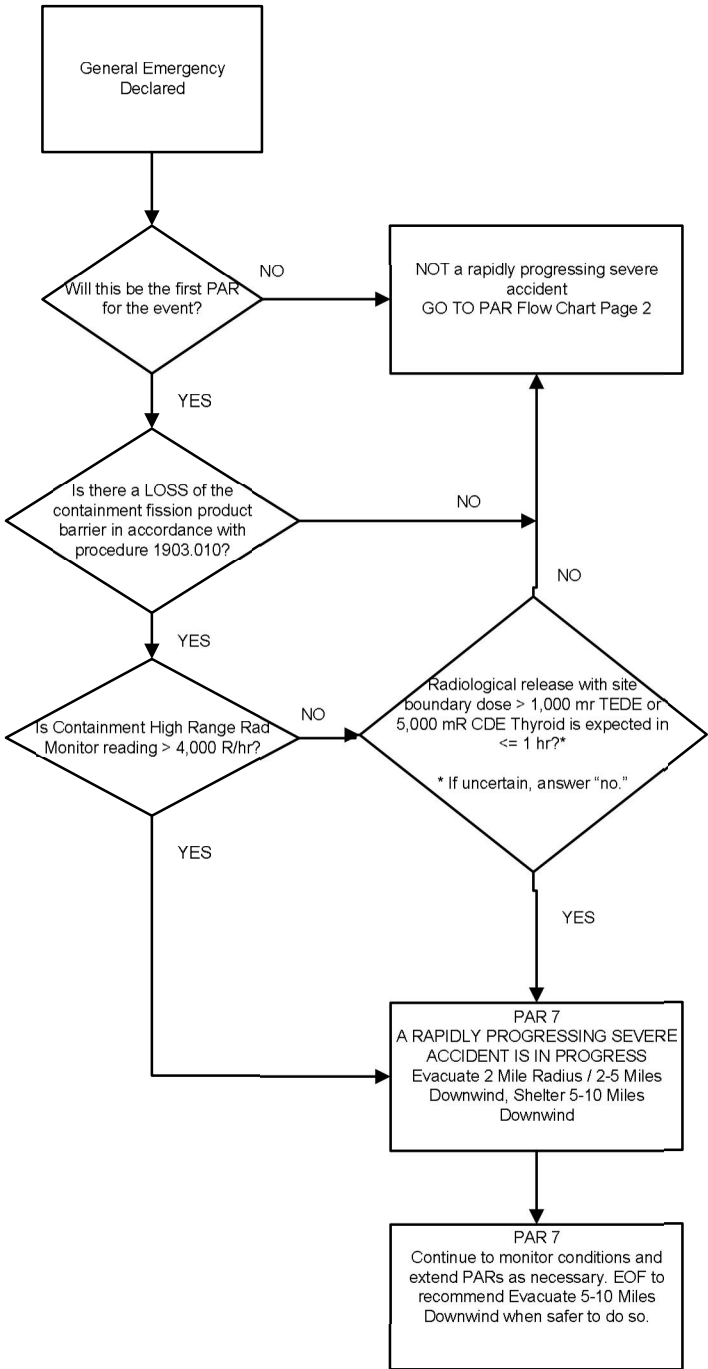 General Emergency
Declared
Will this be the first PAR
for the event?
NO
NOT a rapidly progressing severe
accident
GO TO PAR Flow Chart Page 2
YES
Is there a LOSS of the
containment fission product
barrier in accordance with
procedure 1903.010?
NO
NO
YES
Is Containment High Range Rad
Monitor reading > 4,000 R/hr?
NO
Radiological release with site
boundary dose > 1,000 mr TEDE or
5,000 mR CDE Thyroid is expected in
<= 1 hr?*
* If uncertain, answer “no.”
YES
YES
PAR 7
A RAPIDLY PROGRESSING SEVERE
ACCIDENT IS IN PROGRESS
Evacuate 2 Mile Radius / 2-5 Miles
Downwind, Shelter 5-10 Miles
Downwind
PAR 7
Continue to monitor conditions and
extend PARs as necessary. EOF to
recommend Evacuate 5-10 Miles
Downwind when safer to do so.